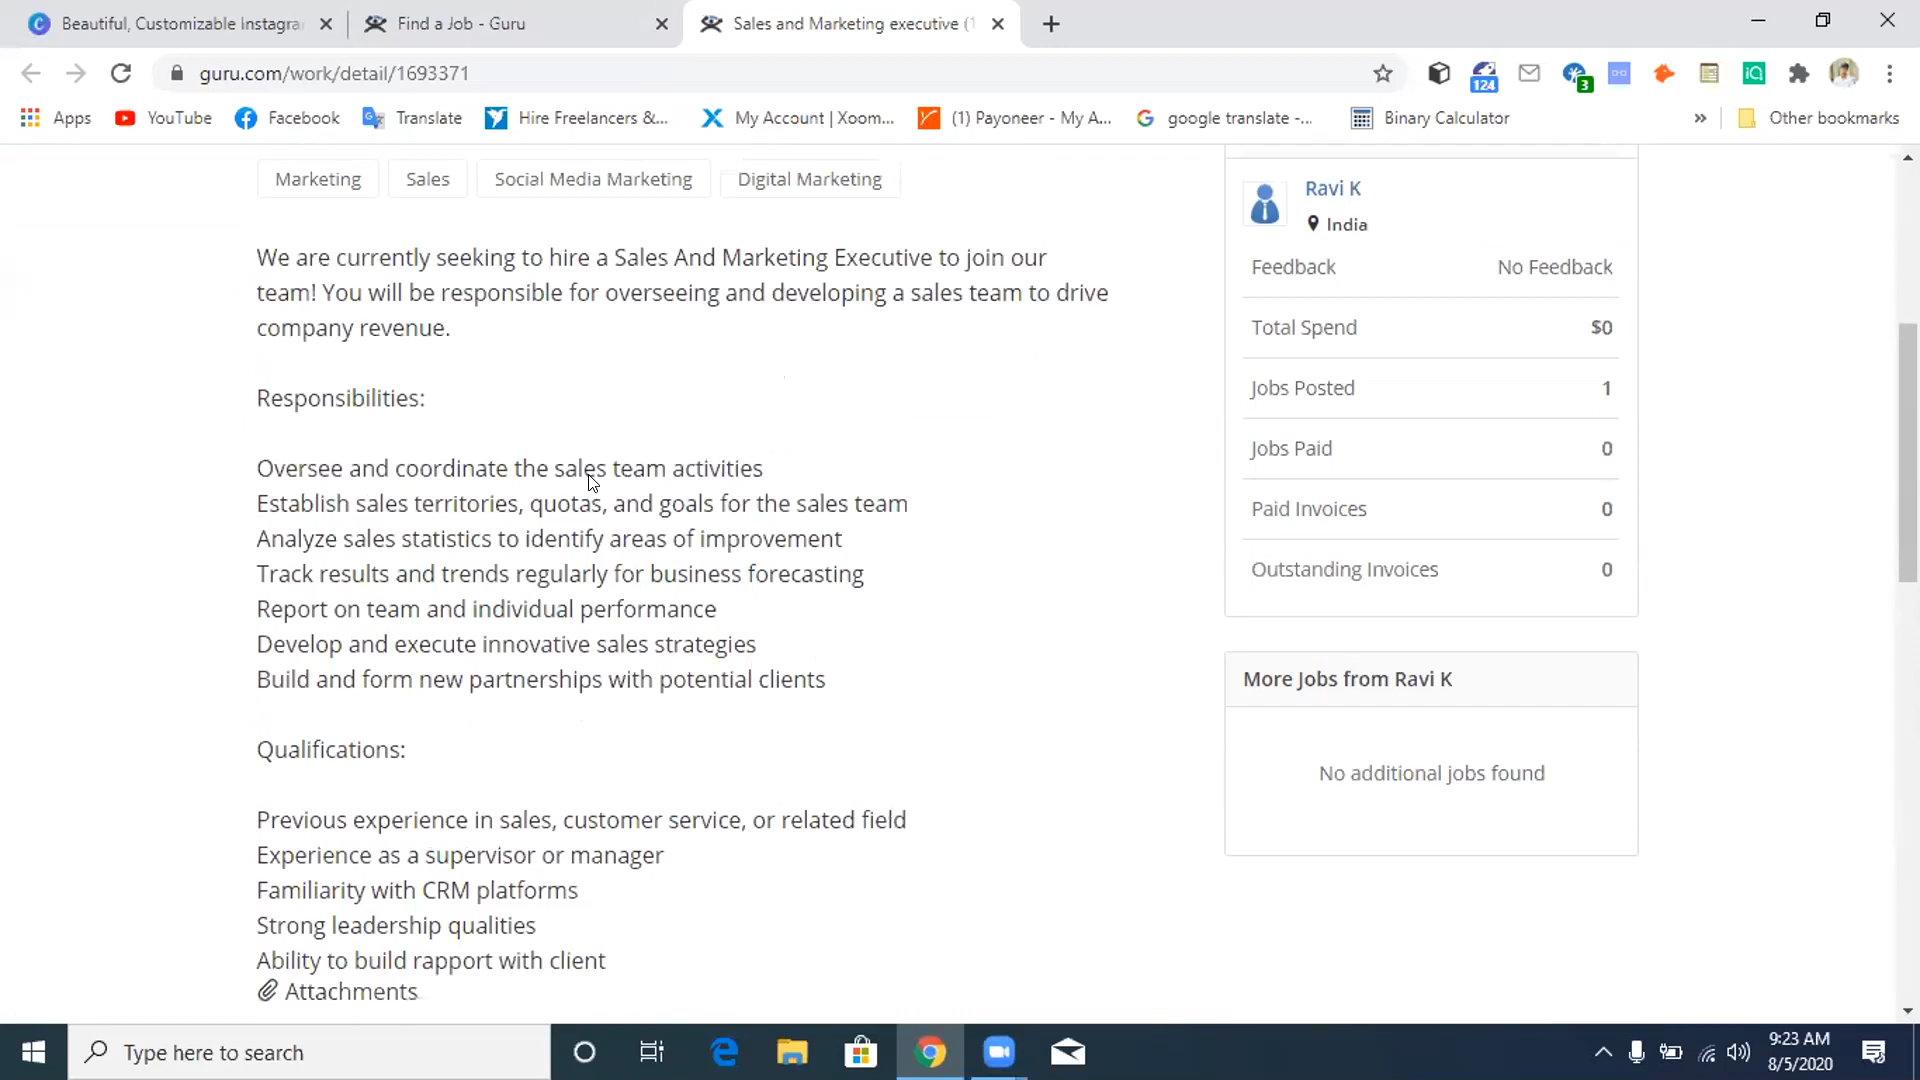 Beautiful, Customizable Instagra
Find a Job - Guru
Sales and Marketing executive (1
guru.com/work/detail/1693371
124
3
iQ
Apps
YouTube
Facebook
Translate
Hire Freelancers &...
My Account | Xoom...
(1) Payoneer - My A...
google translate -...
Binary Calculator
Other bookmarks
Marketing
Sales
Social Media Marketing
Digital Marketing
We are currently seeking to hire a Sales And Marketing Executive to join our
team! You will be responsible for overseeing and developing a sales team to drive
company revenue.
Responsibilities:
Oversee and coordinate the sales team activities
Establish sales territories, quotas, and goals for the sales team
Analyze sales statistics to identify areas of improvement
Track results and trends regularly for business forecasting
Report on team and individual performance
Develop and execute innovative sales strategies
Build and form new partnerships with potential clients
Qualifications:
Previous experience in sales, customer service, or related field
Experience as a supervisor or manager
Familiarity with CRM platforms
Strong leadership qualities
Ability to build rapport with client
Attachments
Ravi K
India
Feedback No Feedback
Total Spend $0
Jobs Posted 1
Jobs Paid 0
Paid Invoices 0
Outstanding Invoices 0
More Jobs from Ravi K
No additional jobs found
Type here to search
9:23 AM
8/5/2020